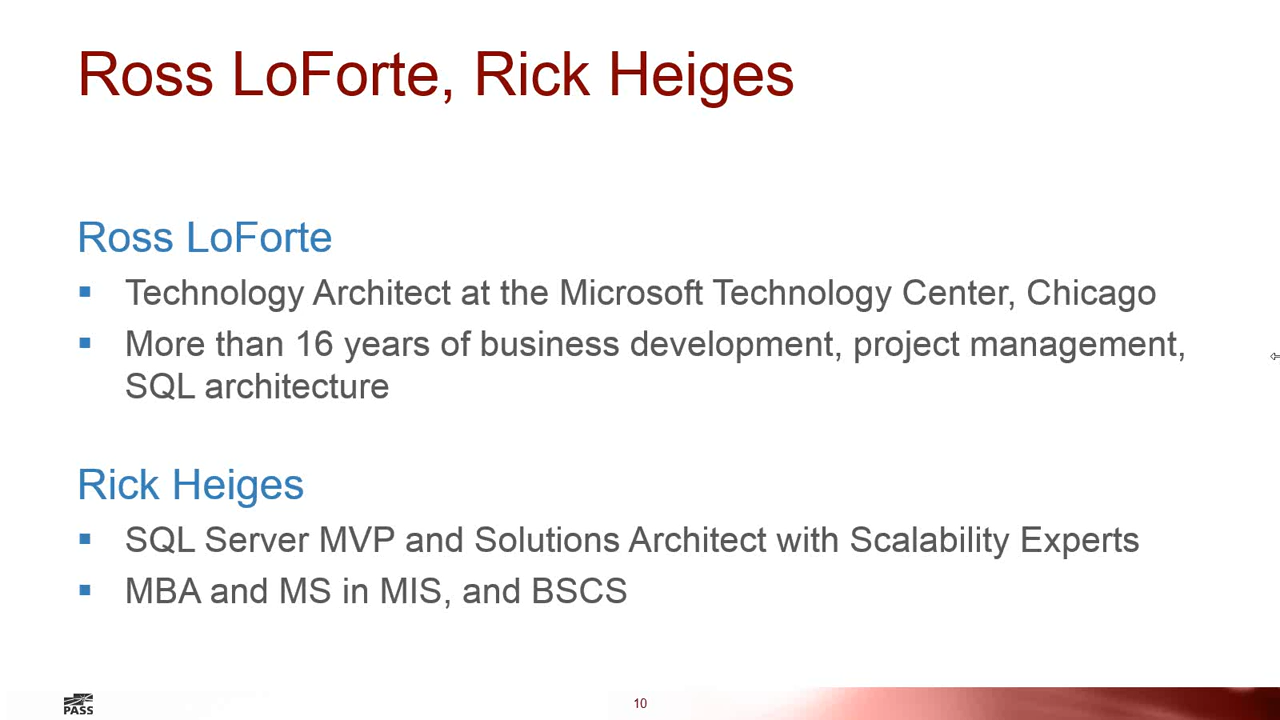 Ross LoForte, Rick Heiges
Ross LoForte
▪ Technology Architect at the Microsoft Technology Center, Chicago
▪ More than 16 years of business development, project management,
SQL architecture
Rick Heiges
▪ SQL Server MVP and Solutions Architect with Scalability Experts
▪ MBA and MS in MIS, and BSCS
PASS
10